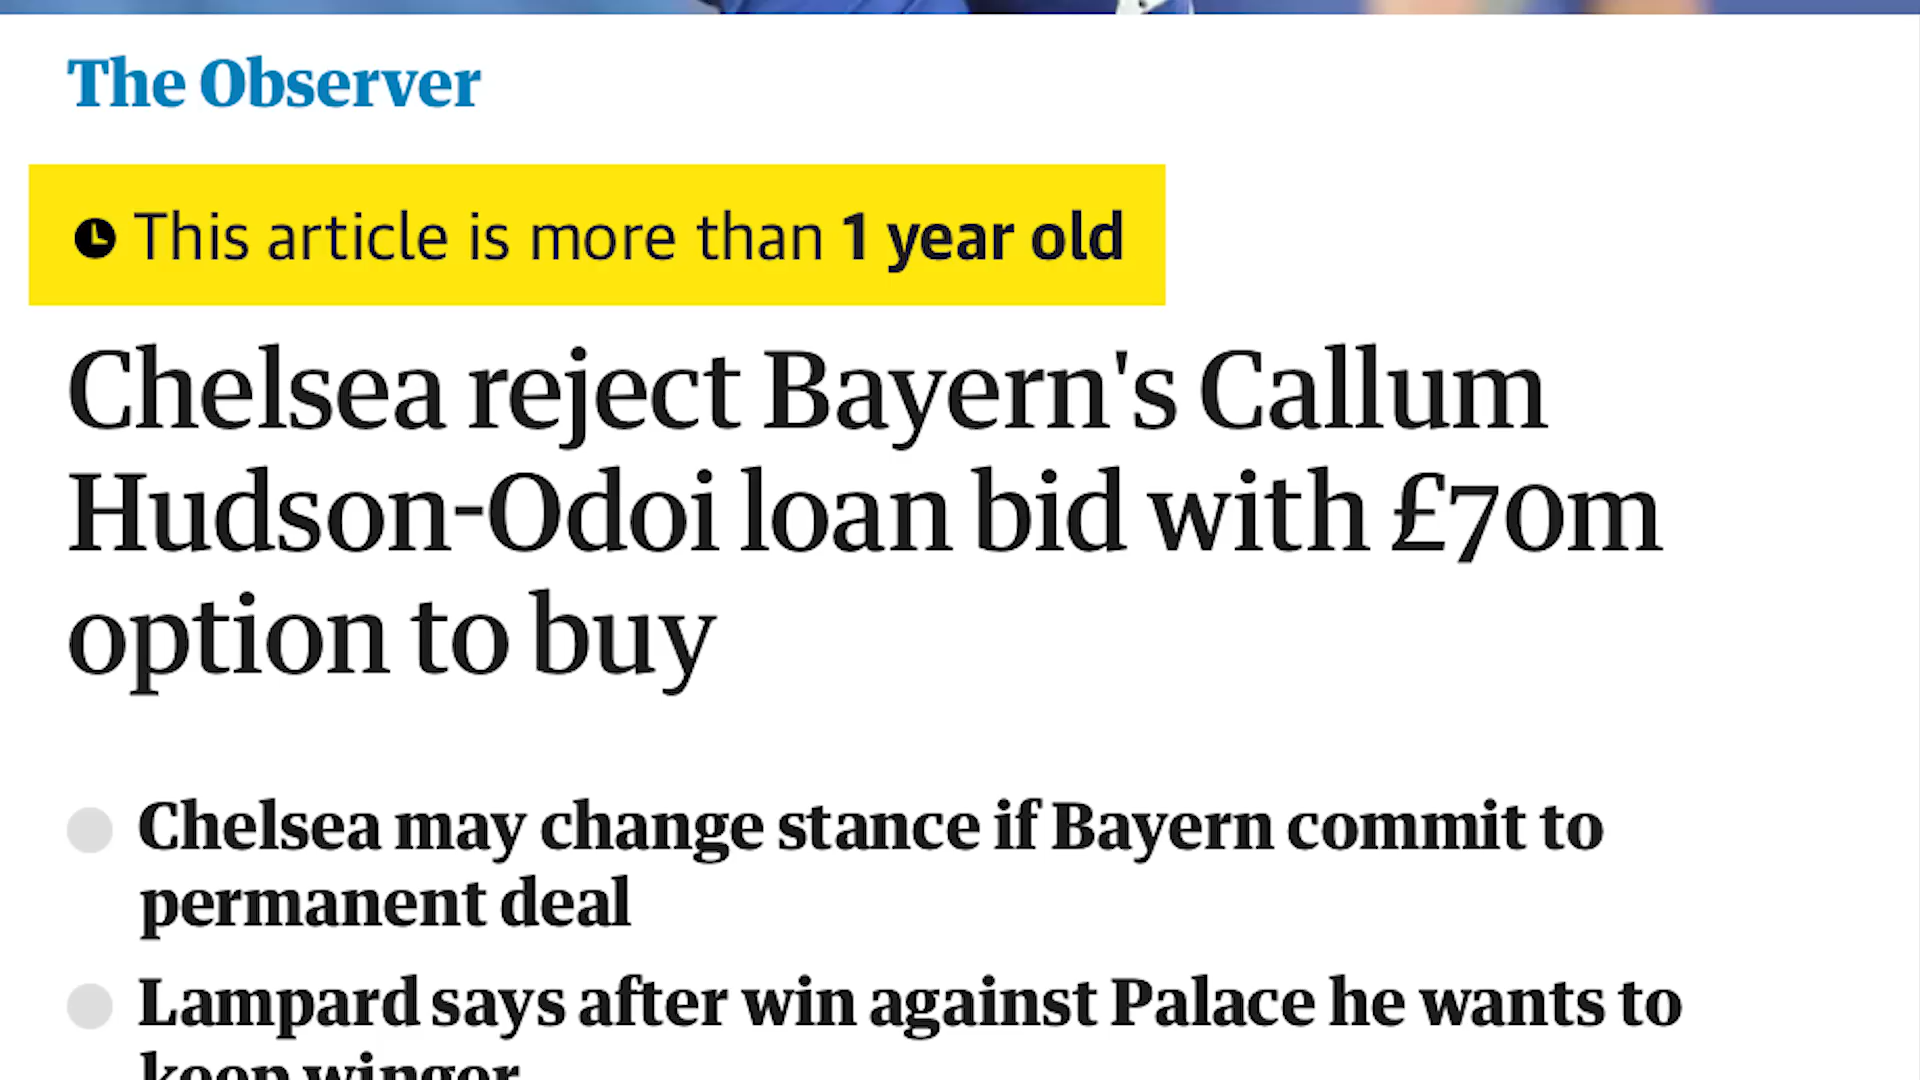 The Observer
This article is more than 1 year old
Chelsea reject Bayern's Callum
Hudson-Odoi loan bid with £70m
option to buy
Chelsea may change stance if Bayern commit to
permanent deal
Lampard says after win against Palace he wants to
keep winger